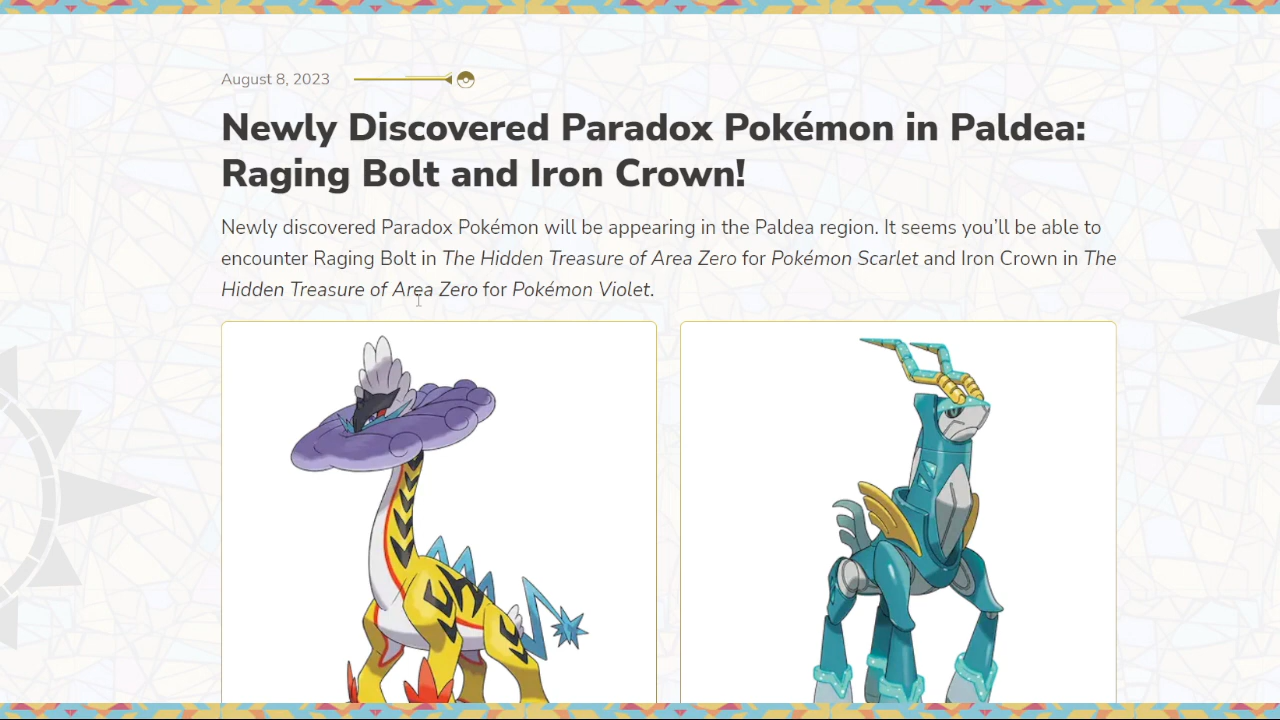 August 8, 2023
Newly Discovered Paradox Pokémon in Paldea:
Raging Bolt and Iron Crown!
Newly discovered Paradox Pokémon will be appearing in the Paldea region. It seems you’ll be able to
encounter Raging Bolt in The Hidden Treasure of Area Zero for Pokémon Scarlet and Iron Crown in The
Hidden Treasure of Area Zero for Pokémon Violet.